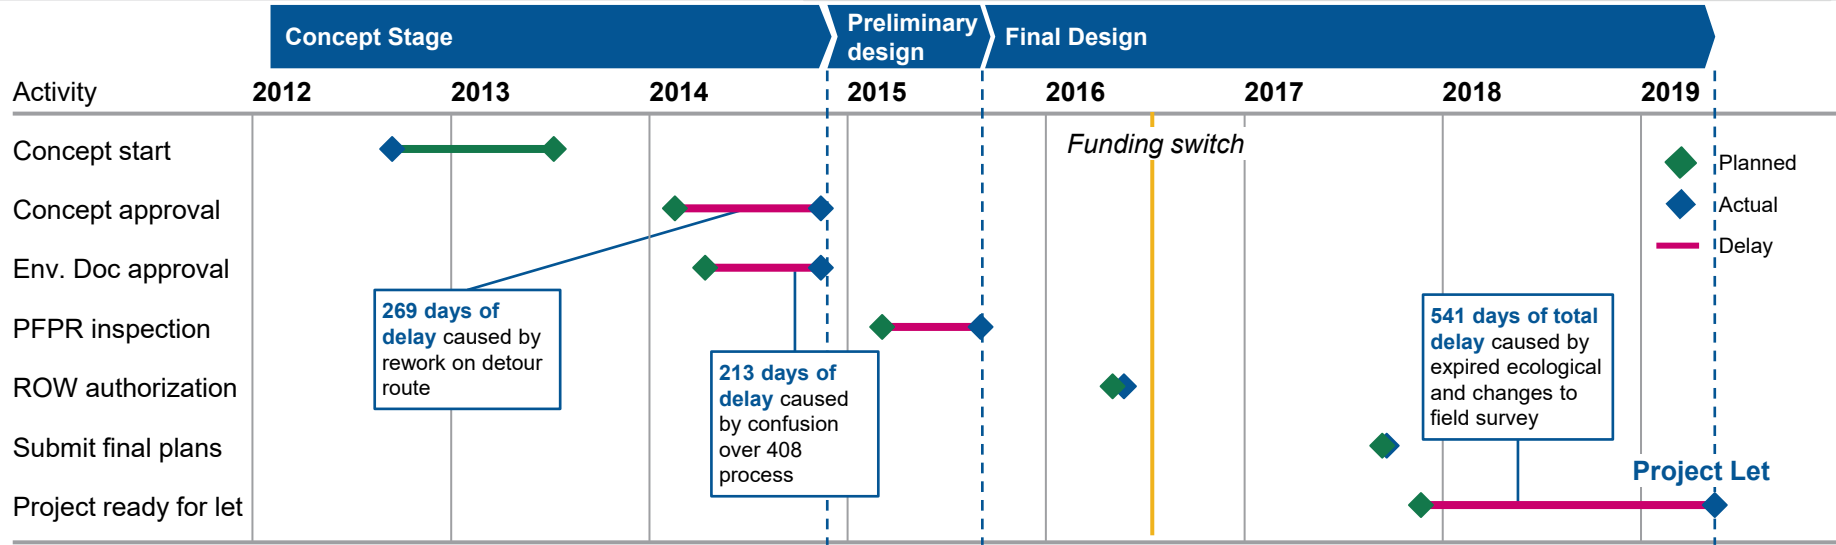 Concept Stage
Preliminary
design
Final Design
Activity
2012
2013
2014
2015
2016
2017
2018
2019
Concept start
Concept approval
Env. Doc approval
PFPR inspection
ROW authorization
Submit final plans
Project ready for let
Funding switch
Planned
Actual
Delay
269 days of
delay caused by
rework on detour
route
213 days of
delay caused
by confusion
over 408
process
541 days of total
delay caused by
expired ecological
and changes to
field survey
Project Let